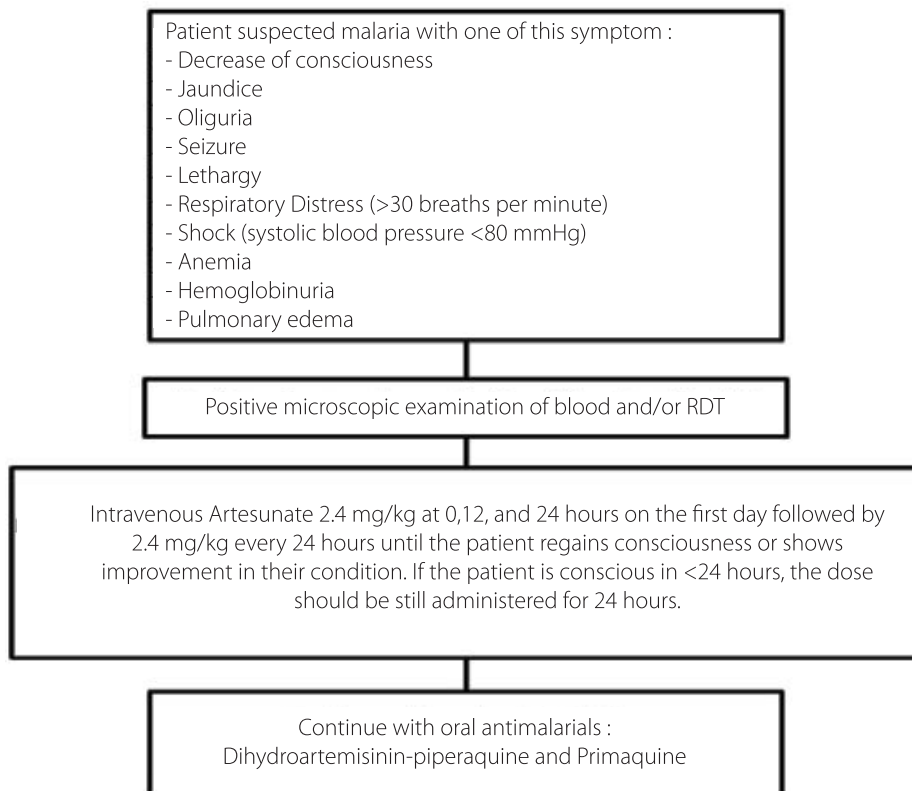 Patient suspected malaria with one of this symptom :
- Decrease of consciousness
- Jaundice
- Oliguria
- Seizure
- Lethargy
- Respiratory Distress (>30 breaths per minute)
- Shock (systolic blood pressure <80 mmHg)
- Anemia
- Hemoglobinuria
- Pulmonary edema
Positive microscopic examination of blood and/or RDT
Intravenous Artesunate 2.4 mg/kg at 0,12, and 24 hours on the first day followed by
2.4 mg/kg every 24 hours until the patient regains consciousness or shows
improvement in their condition. If the patient is conscious in <24 hours, the dose
should be still administered for 24 hours.
Continue with oral antimalarials :
Dihydroartemisinin-piperaquine and Primaquine